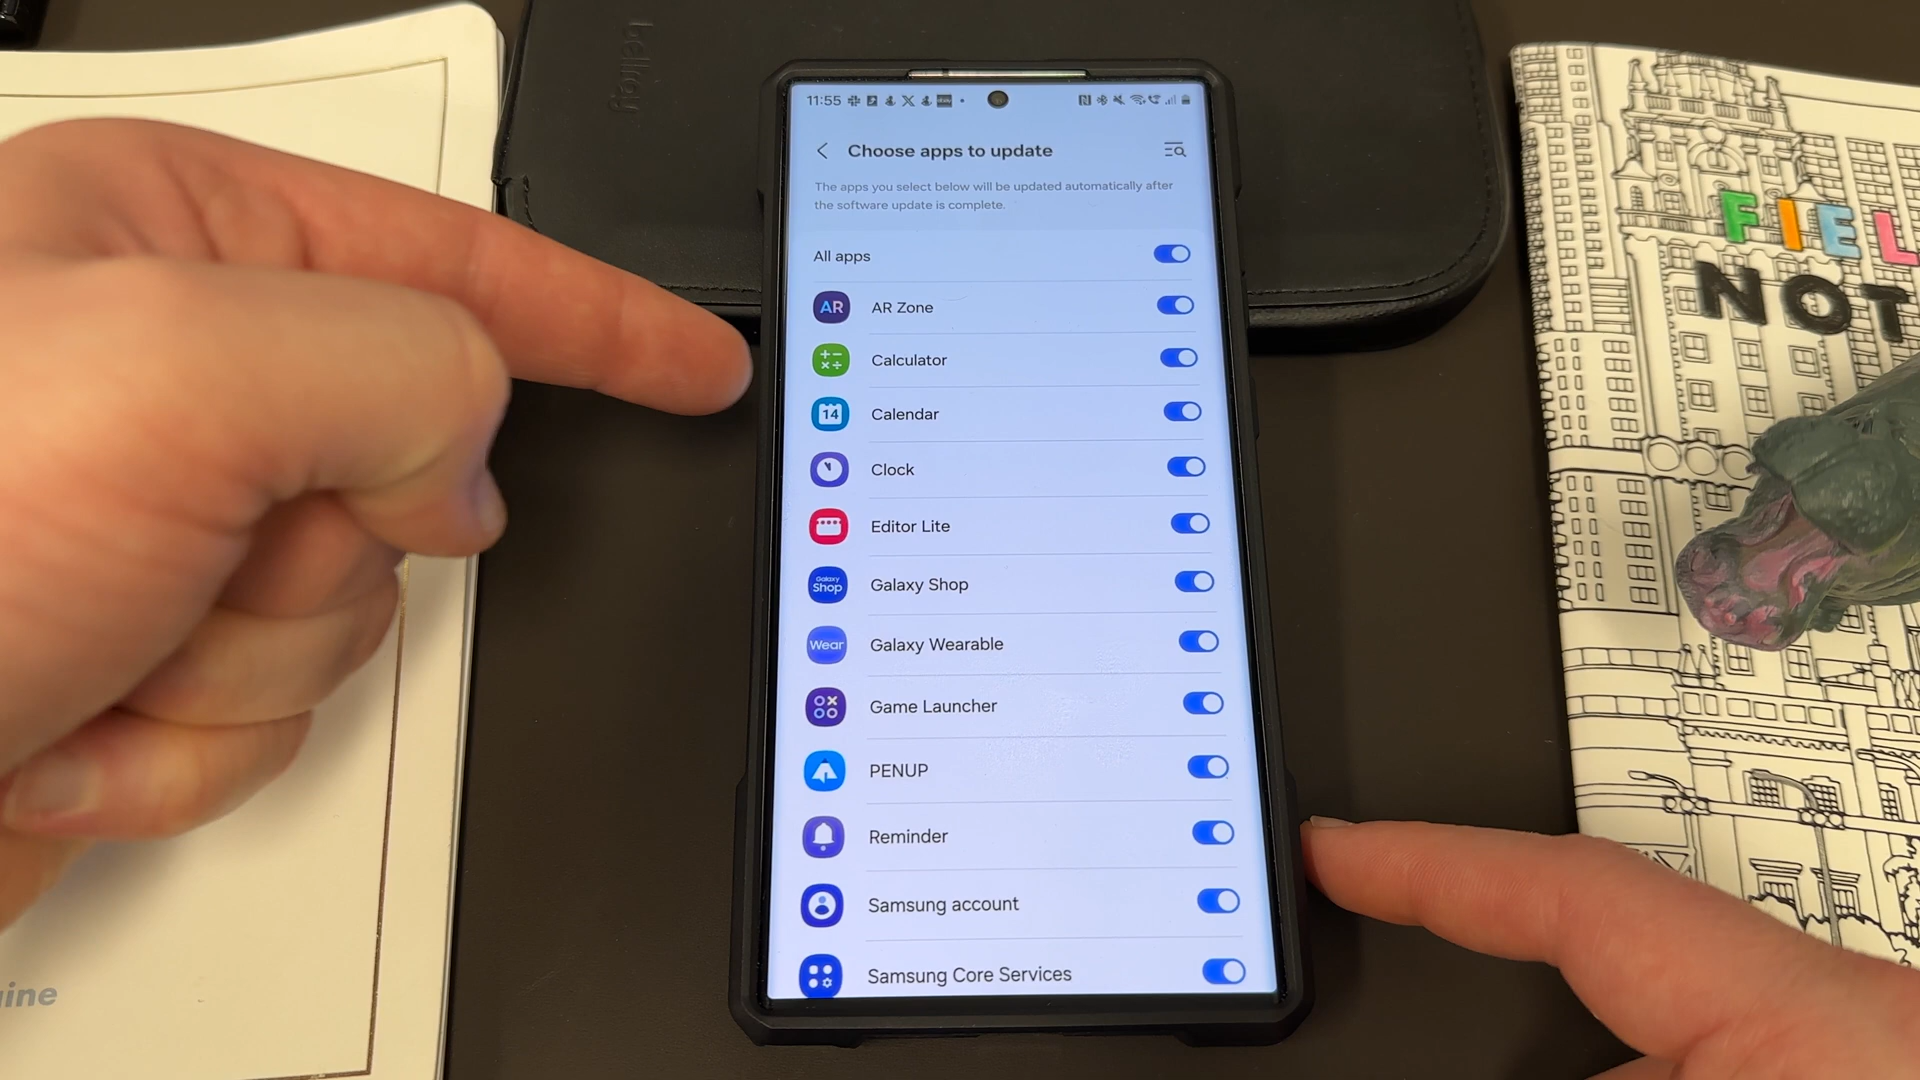 bellroy
11:55
Choose apps to update
The apps you select below will be updated automatically after
the software update is complete.
All apps
AR
AR Zone
+−
×÷
Calculator
14
Calendar
Clock
Editor Lite
Galaxy
Shop
Galaxy Shop
Wear
Galaxy Wearable
Game Launcher
PENUP
Reminder
Samsung account
Samsung Core Services
FIEL
NOT
ine